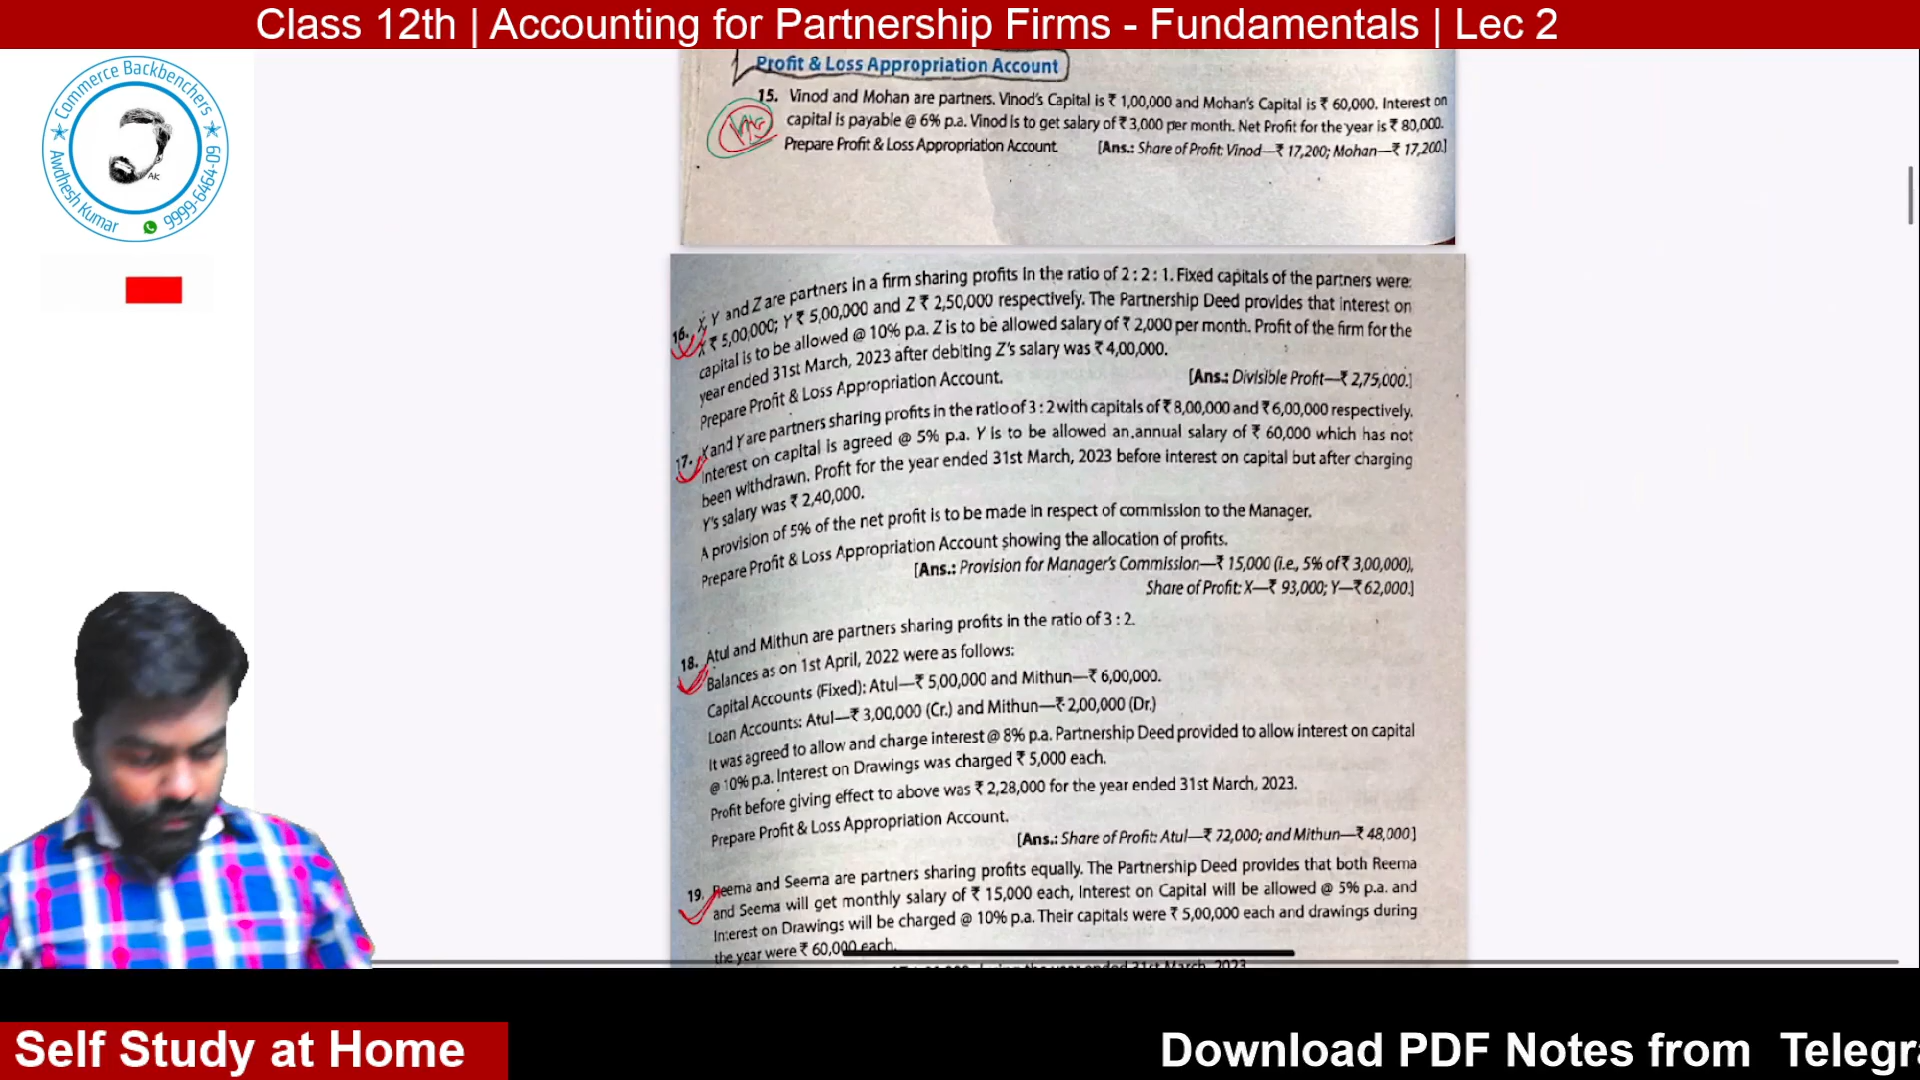 Class 12th | Accounting for Partnership Firms - Fundamentals | Lec 2
Commerce Backbenchers
Awdhesh Kumar
9999-6464-09
AK
Profit & Loss Appropriation Account
15. Vinod and Mohan are partners. Vinod's Capital is ₹ 1,00,000 and Mohan's Capital is ₹ 60,000. Interest on
capital is payable @ 6% p.a. Vinod is to get salary of ₹ 3,000 per month. Net Profit for the year is ₹ 80,000.
Prepare Profit & Loss Appropriation Account [Ans.: Share of Profit: Vinod—₹ 17,200; Mohan—₹ 17,200.]
16. X, Y and Z are partners in a firm sharing profits in the ratio of 2 : 2 : 1. Fixed capitals of the partners were:
X ₹ 5,00,000; Y ₹ 5,00,000 and Z ₹ 2,50,000 respectively. The Partnership Deed provides that interest on
capital is to be allowed @ 10% p.a. Z is to be allowed salary of ₹ 2,000 per month. Profit of the firm for the
year ended 31st March, 2023 after debiting Z's salary was ₹ 4,00,000.
Prepare Profit & Loss Appropriation Account. [Ans.: Divisible Profit—₹ 2,75,000.]
17. X and Y are partners sharing profits in the ratio of 3 : 2 with capitals of ₹ 8,00,000 and ₹ 6,00,000 respectively.
Interest on capital is agreed @ 5% p.a. Y is to be allowed an annual salary of ₹ 60,000 which has not
been withdrawn. Profit for the year ended 31st March, 2023 before interest on capital but after charging
Y's salary was ₹ 2,40,000.
A provision of 5% of the net profit is to be made in respect of commission to the Manager.
Prepare Profit & Loss Appropriation Account showing the allocation of profits.
[Ans.: Provision for Manager's Commission—₹ 15,000 (i.e., 5% of ₹ 3,00,000),
Share of Profit: X—₹ 93,000; Y—₹ 62,000.]
18. Atul and Mithun are partners sharing profits in the ratio of 3 : 2.
Balances as on 1st April, 2022 were as follows:
Capital Accounts (Fixed): Atul—₹ 5,00,000 and Mithun—₹ 6,00,000.
Loan Accounts: Atul—₹ 3,00,000 (Cr.) and Mithun—₹ 2,00,000 (Dr.)
It was agreed to allow and charge interest @ 8% p.a. Partnership Deed provided to allow interest on capital
@ 10% p.a. Interest on Drawings was charged ₹ 5,000 each.
Profit before giving effect to above was ₹ 2,28,000 for the year ended 31st March, 2023.
Prepare Profit & Loss Appropriation Account.
[Ans.: Share of Profit: Atul—₹ 72,000; and Mithun—₹ 48,000]
19. Reema and Seema are partners sharing profits equally. The Partnership Deed provides that both Reema
and Seema will get monthly salary of ₹ 15,000 each, Interest on Capital will be allowed @ 5% p.a. and
Interest on Drawings will be charged @ 10% p.a. Their capitals were ₹ 5,00,000 each and drawings during
the year were ₹ 60,000 each.
Self Study at Home
Download PDF Notes from Telegra